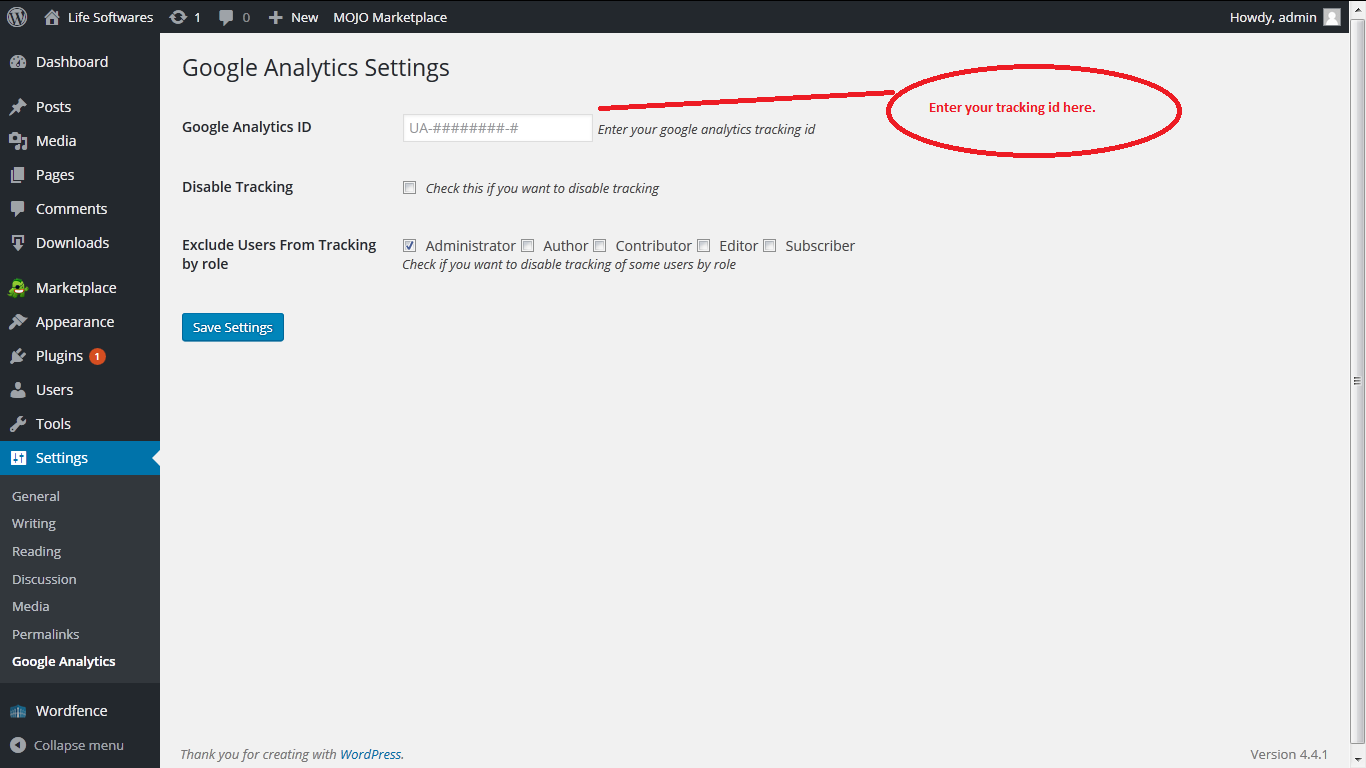 Life Softwares 1 0 New MOJO Marketplace Howdy, admin
Dashboard
Posts
Media
Pages
Comments
Downloads
Marketplace
Appearance
Plugins 1
Users
Tools
Settings
General
Writing
Reading
Discussion
Media
Permalinks
Google Analytics
Wordfence
Collapse menu
Google Analytics Settings
Enter your tracking id here.
Google Analytics ID UA-########-# Enter your google analytics tracking id
Disable Tracking Check this if you want to disable tracking
Exclude Users From Tracking
by role
Administrator Author Contributor Editor Subscriber
Check if you want to disable tracking of some users by role
Save Settings
Thank you for creating with WordPress. Version 4.4.1